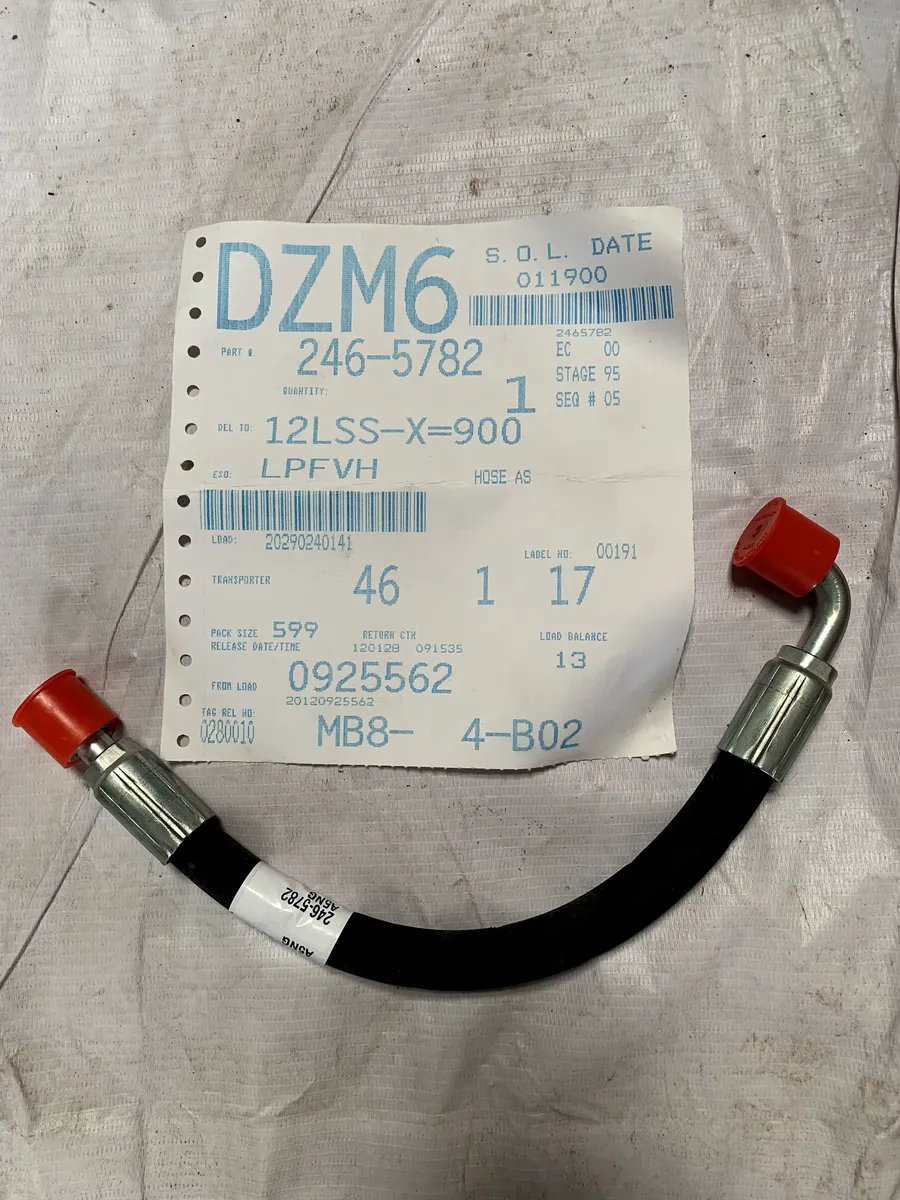 DZM6
S.O.L. DATE
011900
2465782
PART #. 246-5782
EC 00
QUANTITY: 1
STAGE 95
SEQ # 05
DEL TO: 12LSS-X=900
ESO: LPFVH HOSE AS
LOAD: 20290240141
LABEL NO: 00191
TRANSPORTER 46 1 17
PACK SIZE 599 RETURN CTN LOAD BALANCE
RELEASE DATE/TIME 120128 091535
13
FROM LOAD 0925562
20120925562
TAG REL NO:
0280010 MB8- 4-B02
246-5782
A5NG
A5NG